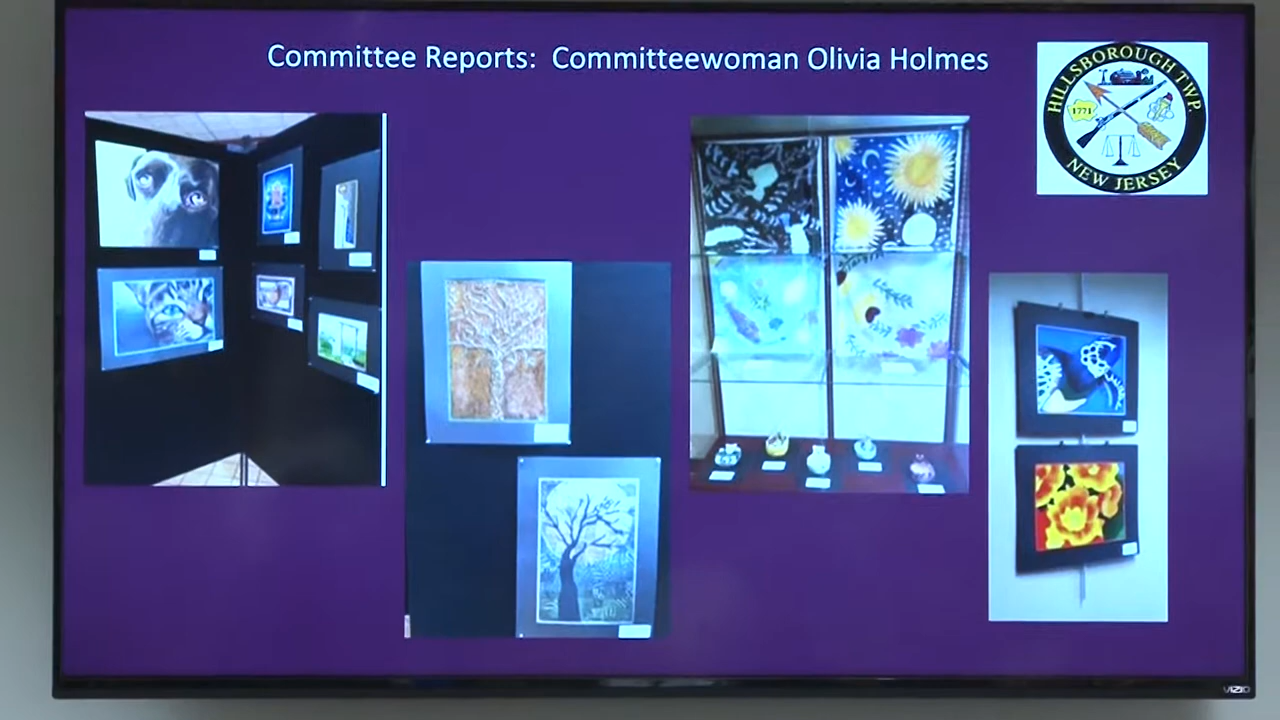 Committee Reports: Committeewoman Olivia Holmes
HILLSBOROUGH TWP.
1771
NEW JERSEY
VIZIO